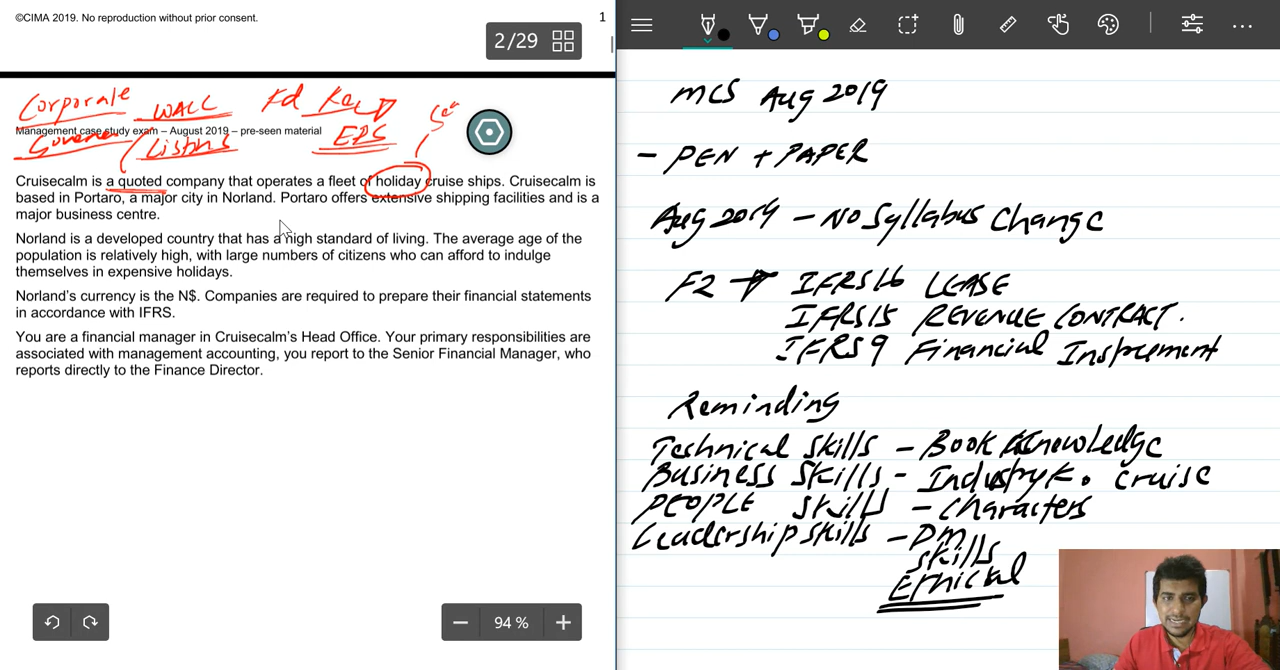 ©CIMA 2019. No reproduction without prior consent.
1
2/29
Corporate WACC Kd Ke
Management case study exam – August 2019 – pre-seen material
Listing EPS
Cruisecalm is a quoted company that operates a fleet of holiday cruise ships. Cruisecalm is
based in Portaro, a major city in Norland. Portaro offers extensive shipping facilities and is a
major business centre.
Norland is a developed country that has a high standard of living. The average age of the
population is relatively high, with large numbers of citizens who can afford to indulge
themselves in expensive holidays.
Norland's currency is the N$. Companies are required to prepare their financial statements
in accordance with IFRS.
You are a financial manager in Cruisecalm's Head Office. Your primary responsibilities are
associated with management accounting, you report to the Senior Financial Manager, who
reports directly to the Finance Director.
94 %
MCS Aug 2019
- PEN + PAPER
Aug 2019 - No Syllabus Change
F2 IFRS16 LEASE
IFRS15 REVENUE CONTRACT.
IFRS9 Financial Instrument
Reminding
Technical Skills - Book Knowledge
Business Skills - Industry K. Cruise
PEOPLE Skills - Characters
Leadership skills - DM
Skills
Ethical